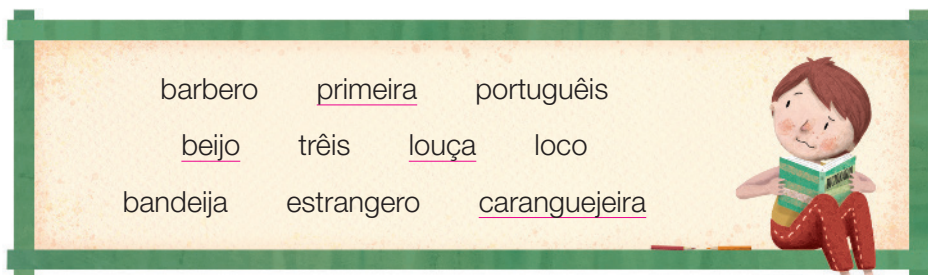 barbero primeira portuguêis
beijo trêis louça loco
bandeija estrangero caranguejeira